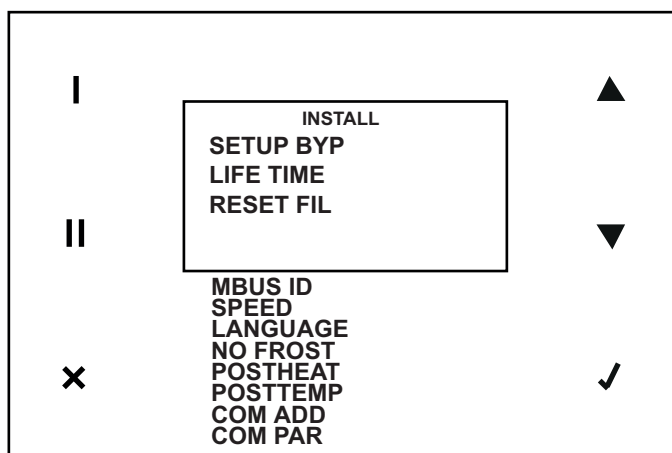 I
INSTALL
SETUP BYP
LIFE TIME
RESET FIL
II
MBUS ID
SPEED
LANGUAGE
NO FROST
POSTHEAT
POSTTEMP
COM ADD
COM PAR